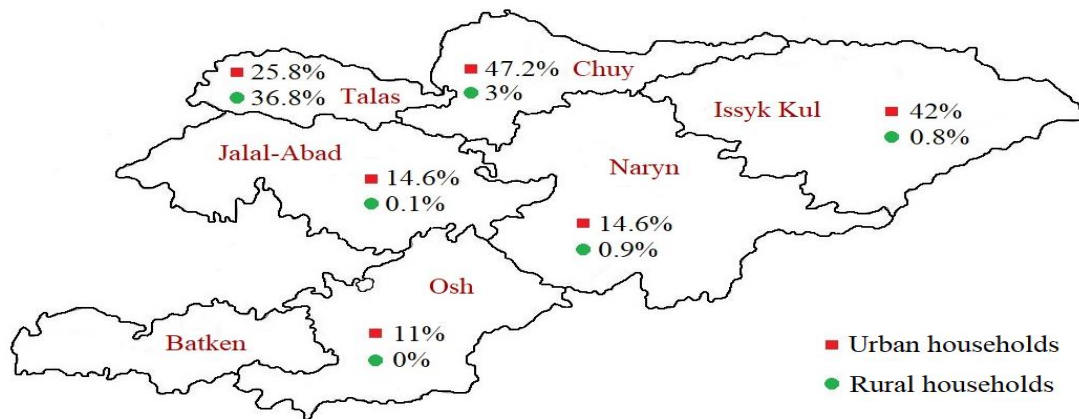 25.8%
36.8%
Talas
47.2%
3%
Chuy
Issyk Kul
42%
0.8%
Jalal-Abad
14.6%
0.1%
Naryn
14.6%
0.9%
Osh
11%
0%
Batken
Urban households
Rural households